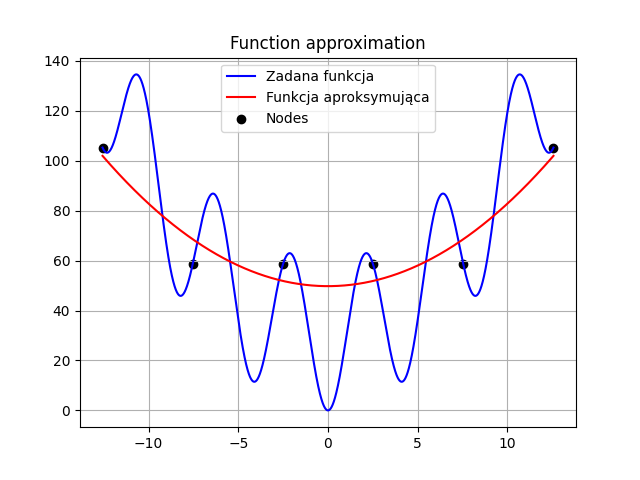 Function approximation
Zadana funkcja
Funkcja aproksymująca
Nodes
140
120
100
80
60
40
20
0
−10 −5 0 5 10